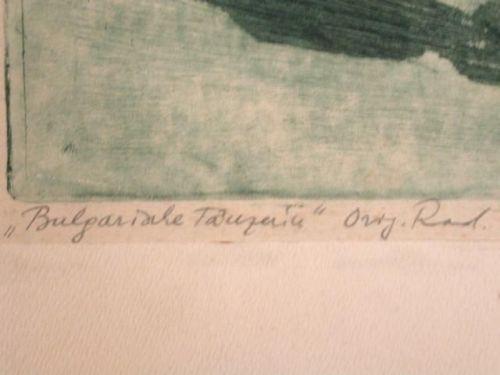 „Bulgarische Tänzerin“ Orig. Rad.